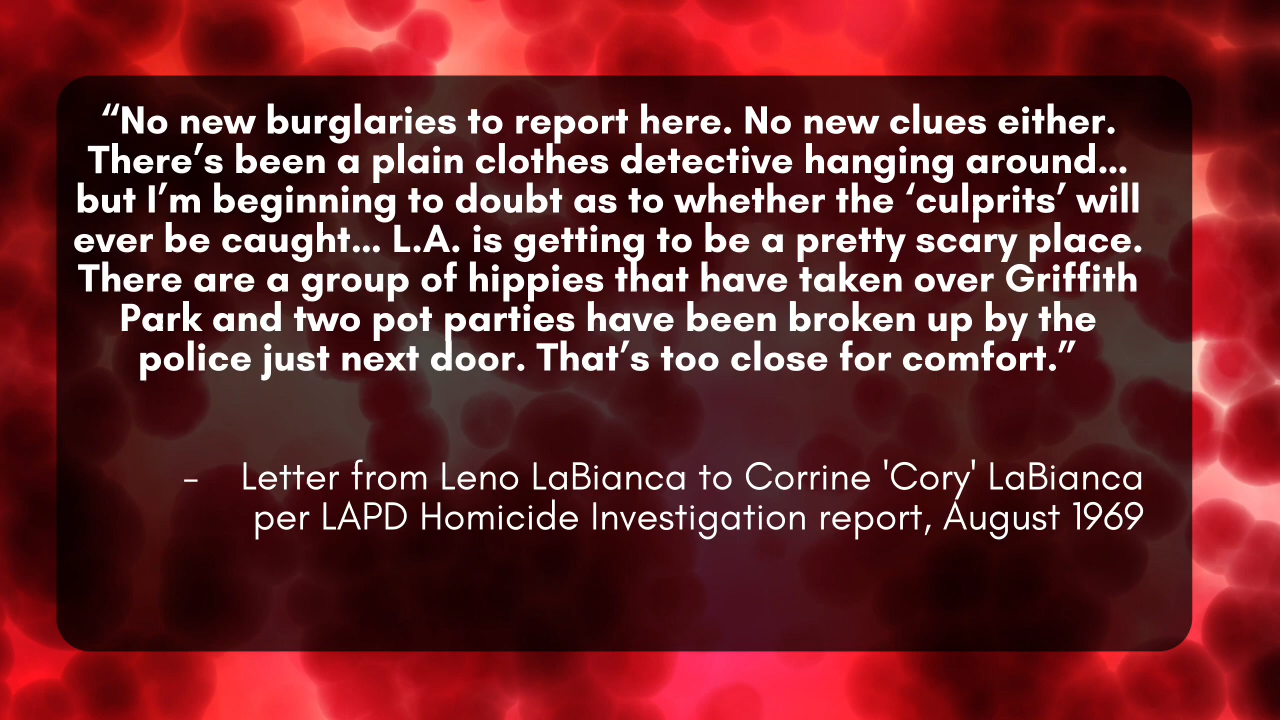 “No new burglaries to report here. No new clues either.
There’s been a plain clothes detective hanging around...
but I’m beginning to doubt as to whether the ‘culprits’ will
ever be caught... L.A. is getting to be a pretty scary place.
There are a group of hippies that have taken over Griffith
Park and two pot parties have been broken up by the
police just next door. That’s too close for comfort.”
- Letter from Leno LaBianca to Corrine 'Cory' LaBianca
per LAPD Homicide Investigation report, August 1969